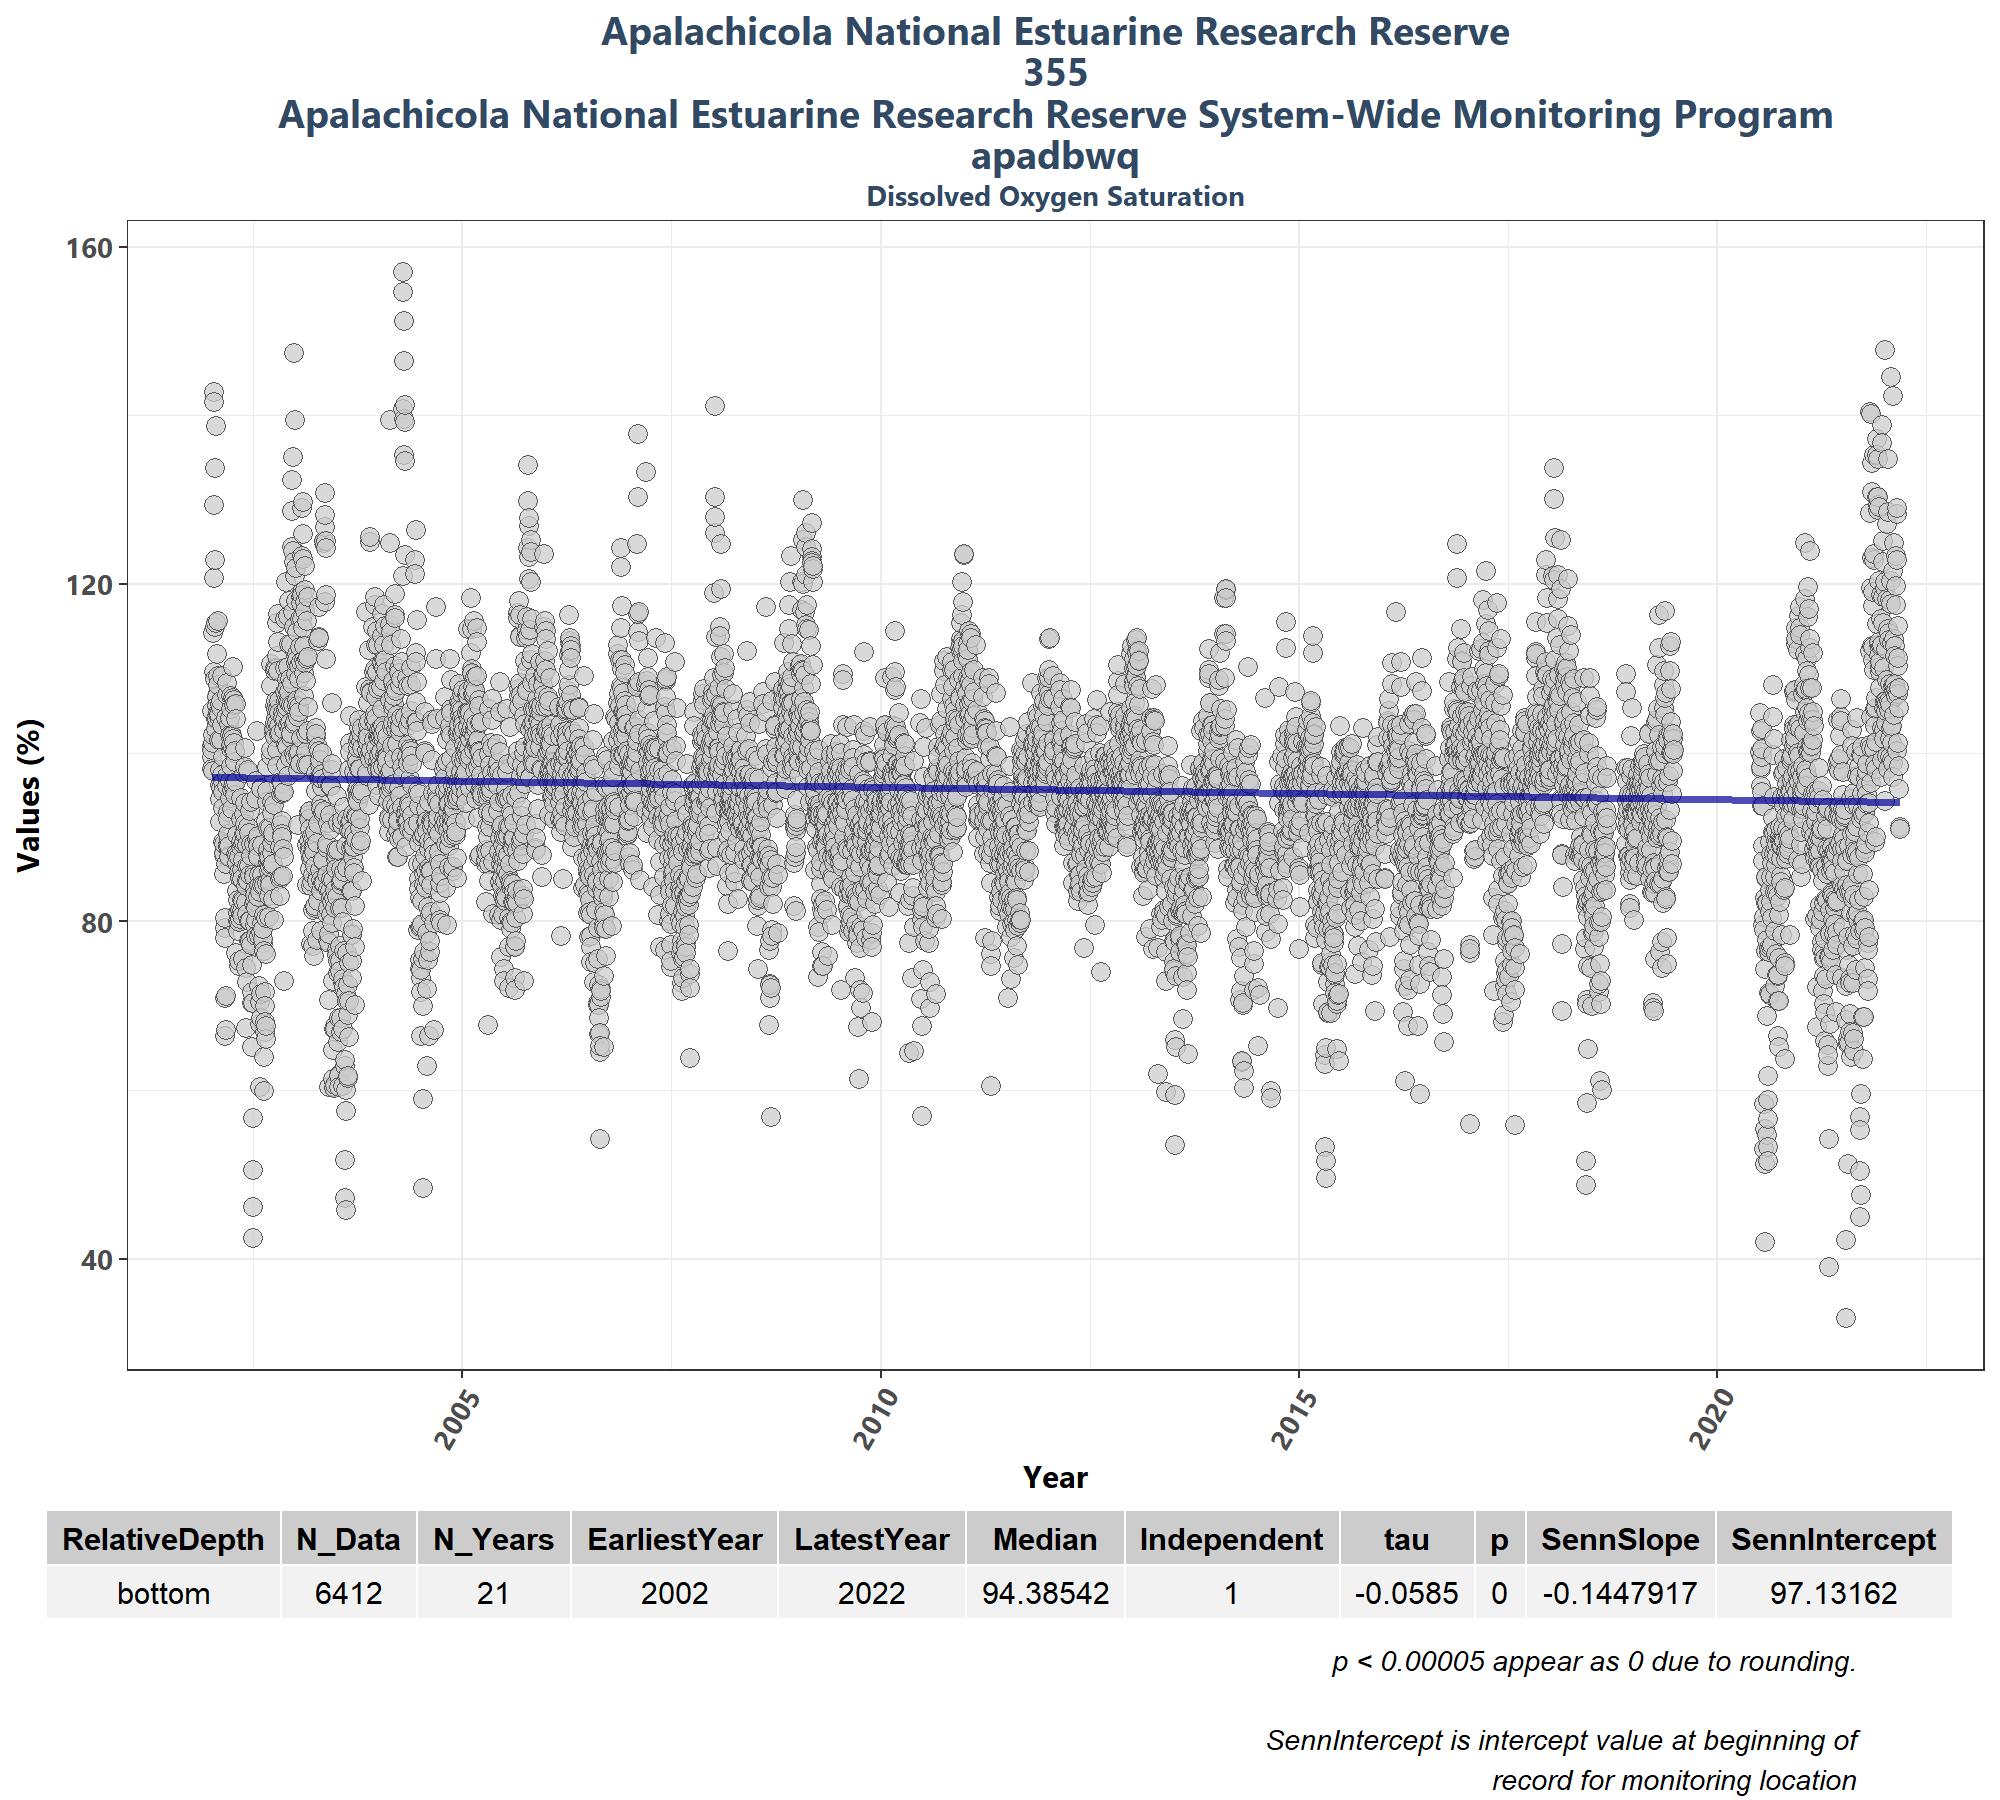 Apalachicola National Estuarine Research Reserve
355
Apalachicola National Estuarine Research Reserve System-Wide Monitoring Program
apadbwq
Dissolved Oxygen Saturation
160
120
80
40
Values (%)
2005 2010 2015 2020
Year
RelativeDepth N_Data N_Years EarliestYear LatestYear Median Independent tau p SennSlope SennIntercept
bottom 6412 21 2002 2022 94.38542 1 -0.0585 0 -0.1447917 97.13162
p < 0.00005 appear as 0 due to rounding.
SennIntercept is intercept value at beginning of
record for monitoring location